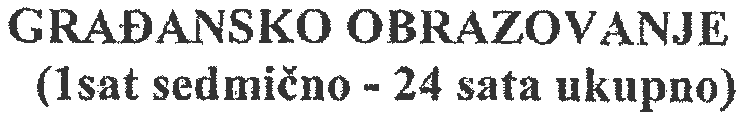 GRAĐANSKO OBRAZOVANJE
(1sat sedmično - 24 sata ukupno)